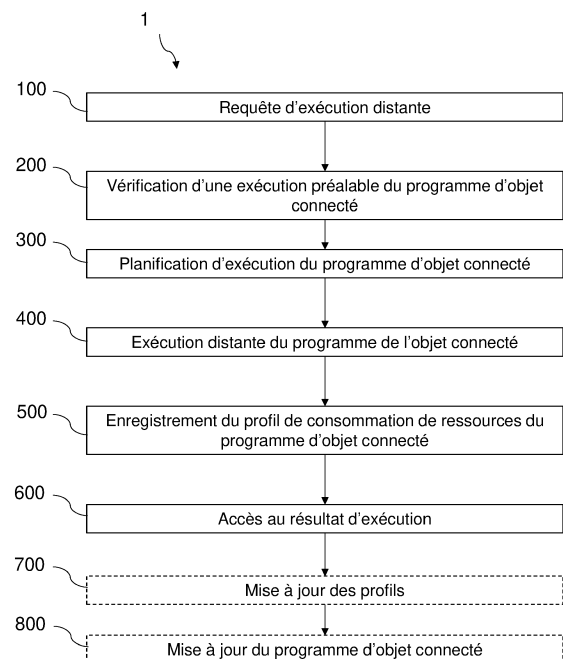 1
100
Requête d'exécution distante
200
Vérification d'une exécution préalable du programme d'objet
connecté
300
Planification d'exécution du programme d'objet connecté
400
Exécution distante du programme de l'objet connecté
500
Enregistrement du profil de consommation de ressources du
programme d'objet connecté
600
Accès au résultat d'exécution
700
Mise à jour des profils
800
Mise à jour du programme d'objet connecté